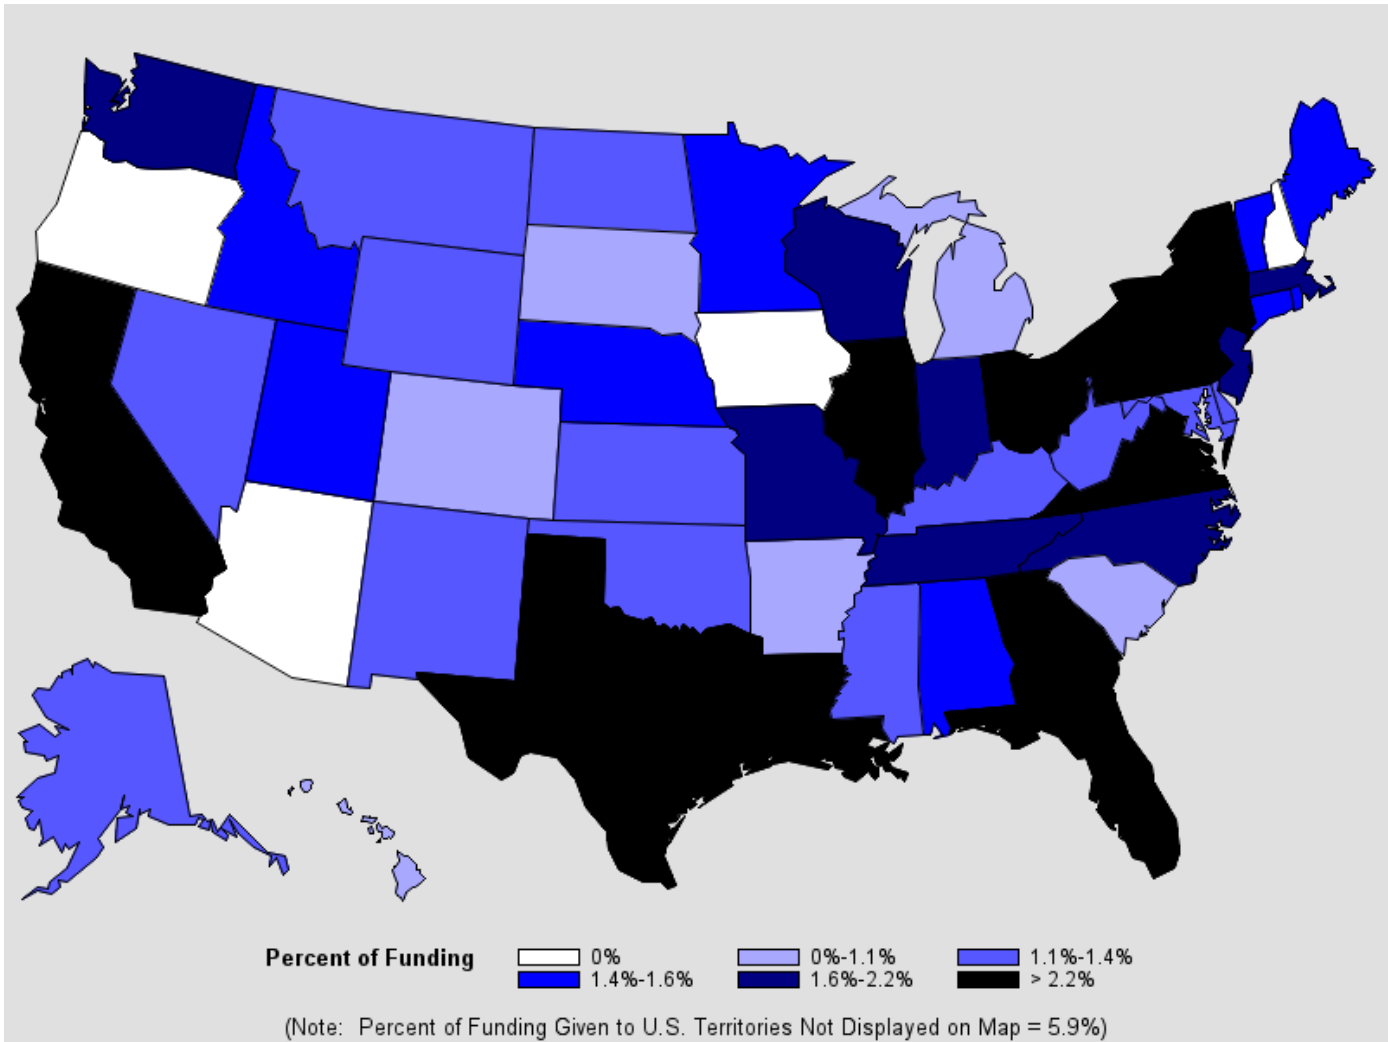 Percent of Funding 0% 0%-1.1% 1.1%-1.4%
1.4%-1.6% 1.6%-2.2% > 2.2%
(Note: Percent of Funding Given to U.S. Territories Not Displayed on Map = 5.9%)